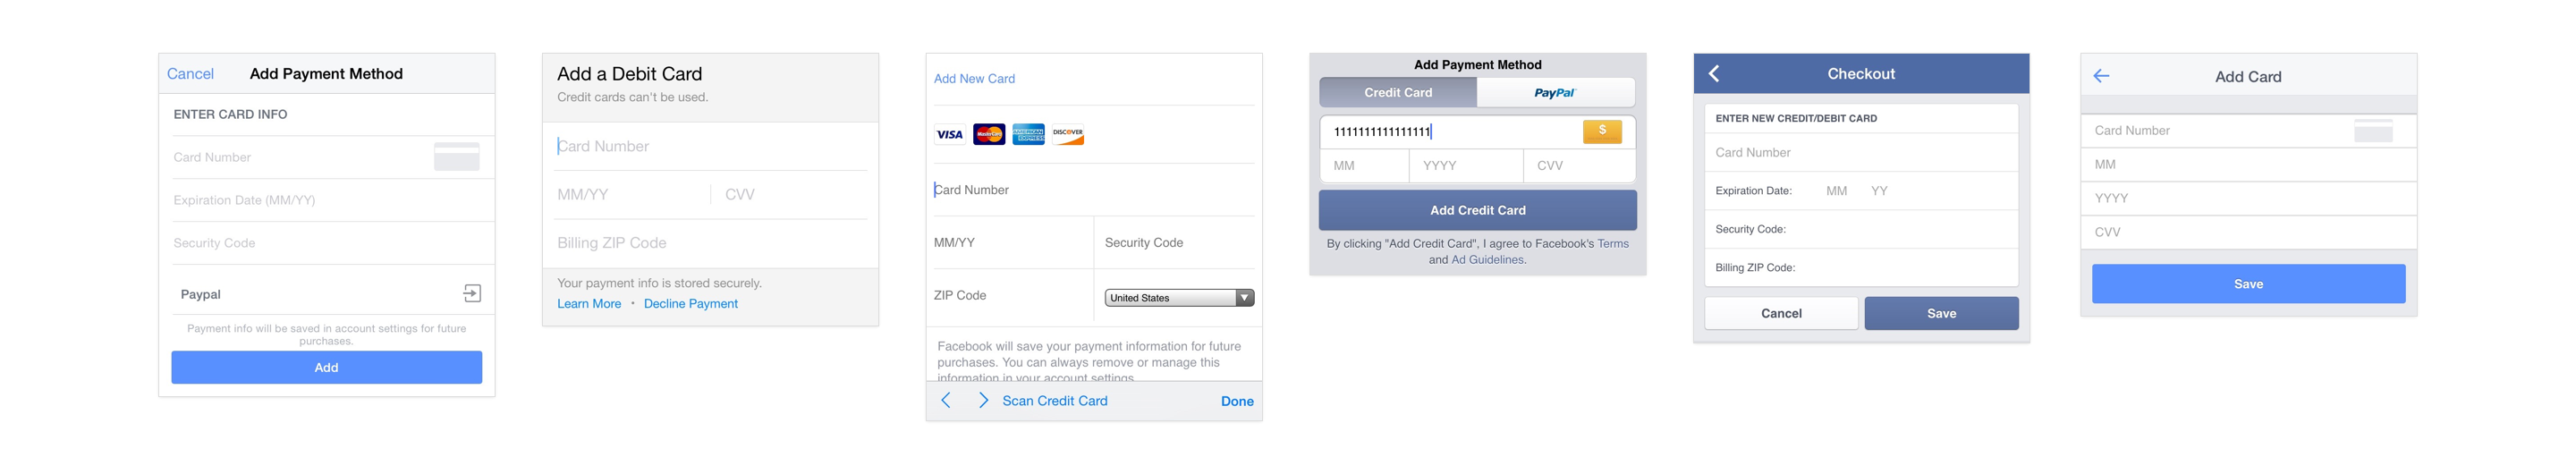 Cancel Add Payment Method
ENTER CARD INFO
Card Number
Expiration Date (MM/YY)
Security Code
Paypal
Payment info will be saved in account settings for future
purchases.
Add
Add a Debit Card
Credit cards can't be used.
Card Number
MM/YY CVV
Billing ZIP Code
Your payment info is stored securely.
Learn More • Decline Payment
Add New Card
VISA MasterCard AMERICAN EXPRESS DISCOVER
Card Number
MM/YY Security Code
ZIP Code United States
Facebook will save your payment information for future
purchases. You can always remove or manage this
information in your account settings
Scan Credit Card Done
Add Payment Method
Credit Card PayPal
1111111111111111 $
MM YYYY CVV
Add Credit Card
By clicking "Add Credit Card", I agree to Facebook's Terms
and Ad Guidelines.
Checkout
ENTER NEW CREDIT/DEBIT CARD
Card Number
Expiration Date: MM YY
Security Code:
Billing ZIP Code:
Cancel Save
Add Card
Card Number
MM
YYYY
CVV
Save